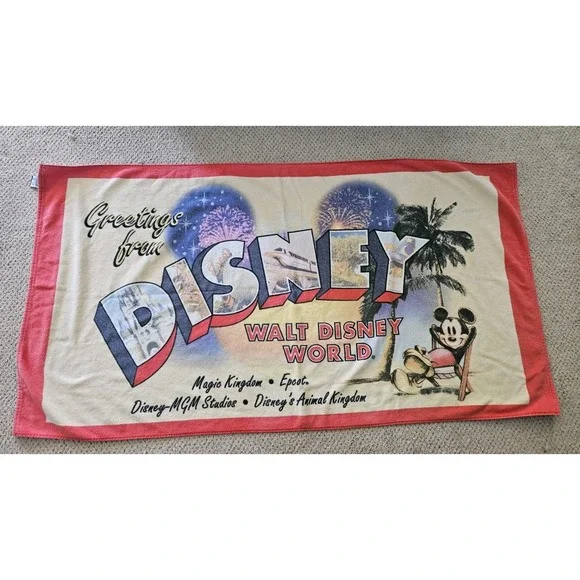 Greetings
from
DISNEY
WALT DISNEY
WORLD
Magic Kingdom • Epcot.
Disney-MGM Studios • Disney's Animal Kingdom